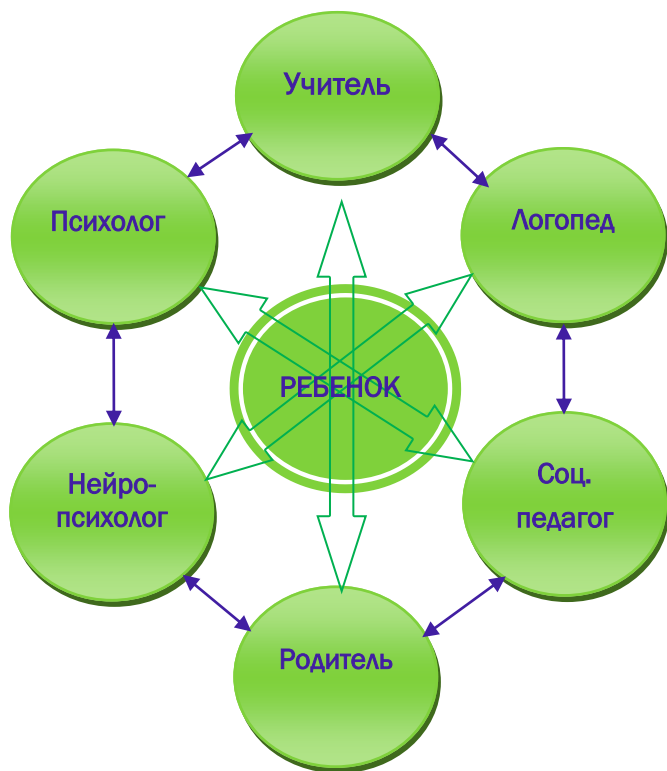 Учитель
Психолог
Логопед
РЕБЕНОК
Нейро-
психолог
Соц.
педагог
Родитель